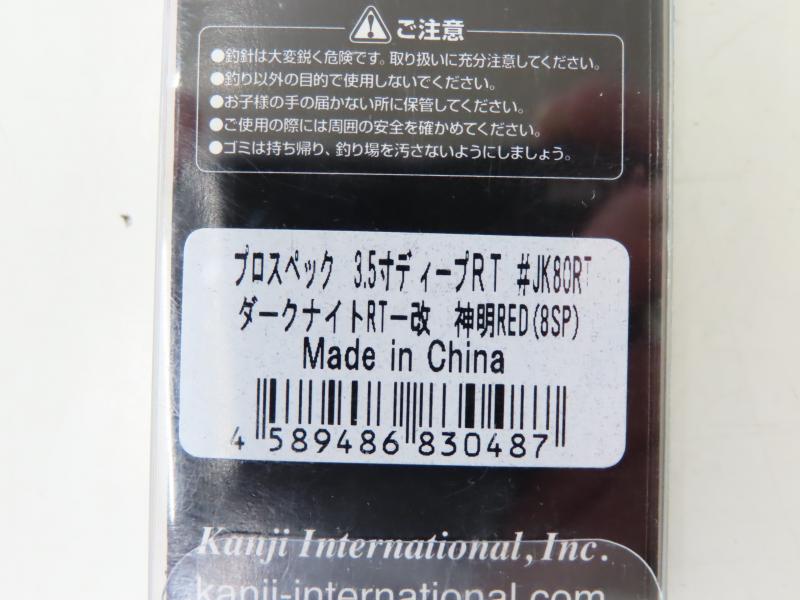 ご注意
●釣針は大変鋭く危険です。取り扱いに充分注意してください。
●釣り以外の目的で使用しないでください。
●お子様の手の届かない所に保管してください。
●ご使用の際には周囲の安全を確かめてください。
●ゴミは持ち帰り、釣り場を汚さないようにしましょう。
プロスペック 3.5寸ディープRT #JK80RT
ダークナイトRT一改 神明RED(8SP)
Made in China
4 589486 830487
Kanji International, Inc.
kanji-international.com